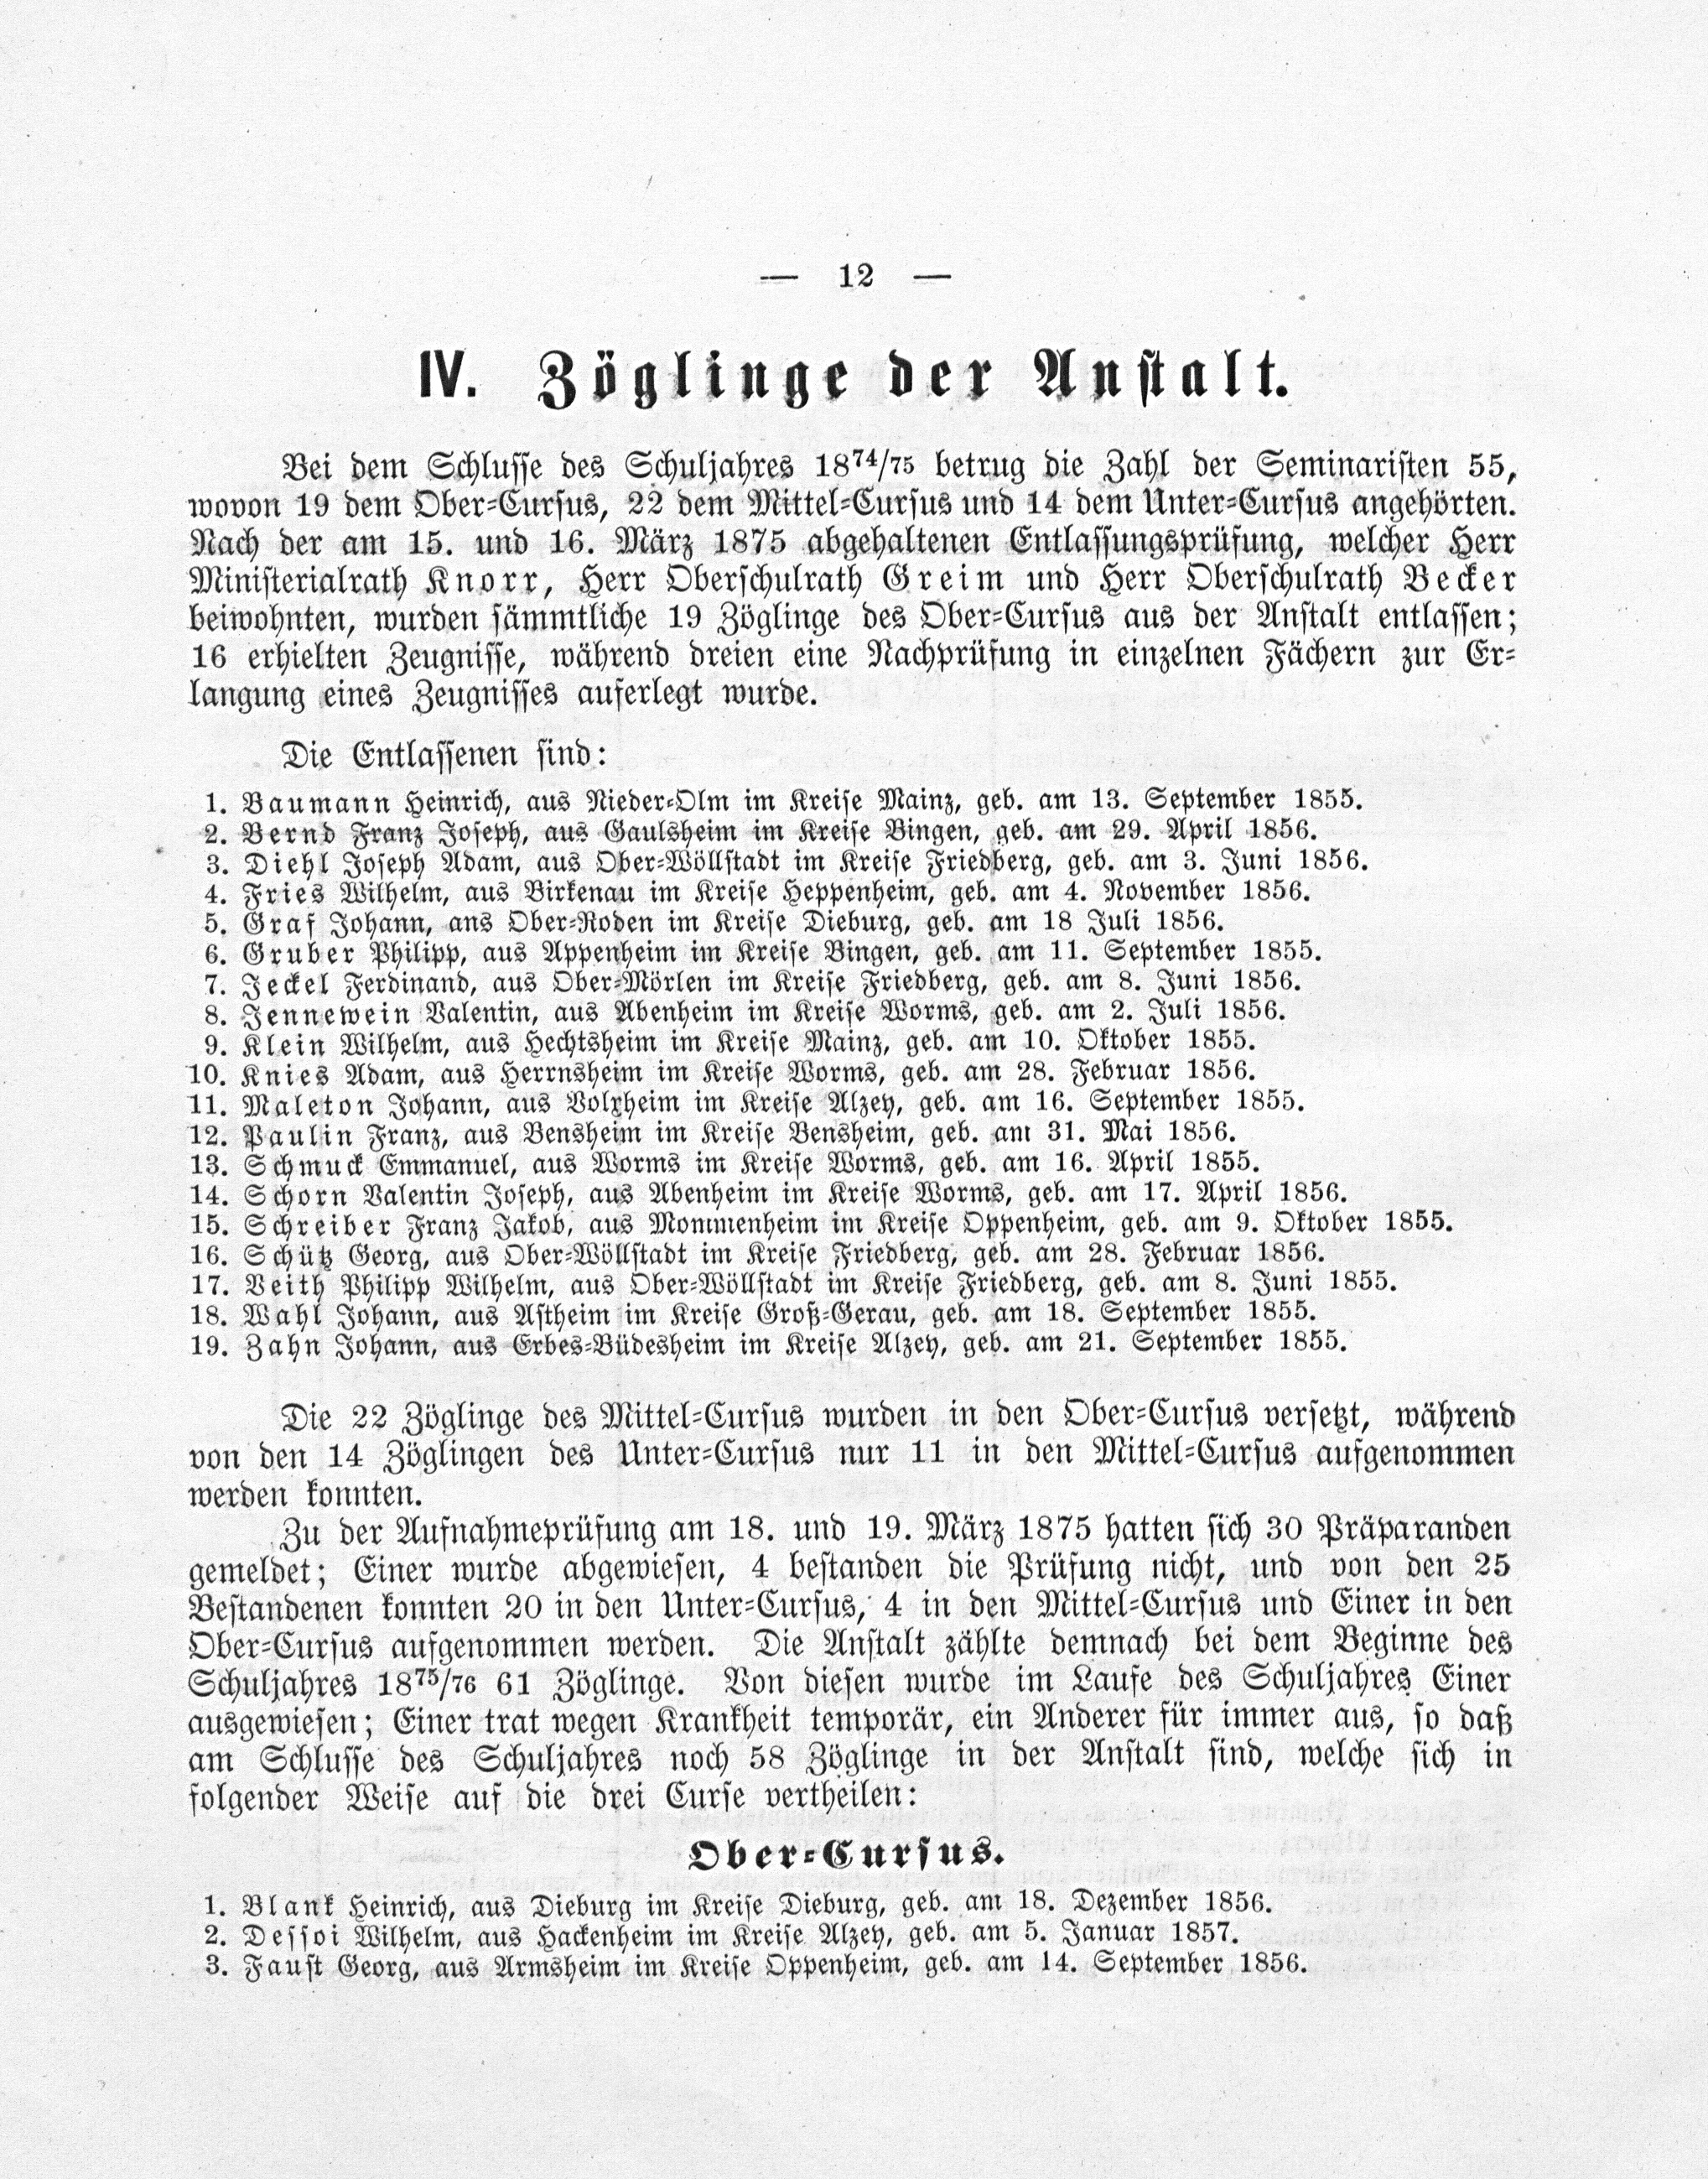 — 12 —
IV. Zöglinge der Anstalt.
Bei dem Schlusse des Schuljahres 18⁷⁴/₇₅ betrug die Zahl der Seminaristen 55,
wovon 19 dem Ober-Cursus, 22 dem Mittel-Cursus und 14 dem Unter-Cursus angehörten.
Nach der am 15. und 16. März 1875 abgehaltenen Entlassungsprüfung, welcher Herr
Ministerialrath Knorr, Herr Oberschulrath Greim und Herr Oberschulrath Becker
beiwohnten, wurden sämmtliche 19 Zöglinge des Ober-Cursus aus der Anstalt entlassen;
16 erhielten Zeugnisse, während dreien eine Nachprüfung in einzelnen Fächern zur Er-
langung eines Zeugnisses auferlegt wurde.
Die Entlassenen sind:
1. Baumann Heinrich, aus Nieder-Olm im Kreise Mainz, geb. am 13. September 1855.
2. Bernd Franz Joseph, aus Gaulsheim im Kreise Bingen, geb. am 29. April 1856.
3. Diehl Joseph Adam, aus Ober-Wöllstadt im Kreise Friedberg, geb. am 3. Juni 1856.
4. Fries Wilhelm, aus Birkenau im Kreise Heppenheim, geb. am 4. November 1856.
5. Graf Johann, ans Ober-Roden im Kreise Dieburg, geb. am 18 Juli 1856.
6. Gruber Philipp, aus Appenheim im Kreise Bingen, geb. am 11. September 1855.
7. Jeckel Ferdinand, aus Ober-Mörlen im Kreise Friedberg, geb. am 8. Juni 1856.
8. Jennewein Valentin, aus Abenheim im Kreise Worms, geb. am 2. Juli 1856.
9. Klein Wilhelm, aus Hechtsheim im Kreise Mainz, geb. am 10. Oktober 1855.
10. Knies Adam, aus Herrnsheim im Kreise Worms, geb. am 28. Februar 1856.
11. Maleton Johann, aus Volxheim im Kreise Alzey, geb. am 16. September 1855.
12. Paulin Franz, aus Bensheim im Kreise Bensheim, geb. am 31. Mai 1856.
13. Schmuck Emmanuel, aus Worms im Kreise Worms, geb. am 16. April 1855.
14. Schorn Valentin Joseph, aus Abenheim im Kreise Worms, geb. am 17. April 1856.
15. Schreiber Franz Jakob, aus Mommenheim im Kreise Oppenheim, geb. am 9. Oktober 1855.
16. Schütz Georg, aus Ober-Wöllstadt im Kreise Friedberg, geb. am 28. Februar 1856.
17. Veith Philipp Wilhelm, aus Ober-Wöllstadt im Kreise Friedberg, geb. am 8. Juni 1855.
18. Wahl Johann, aus Astheim im Kreise Groß-Gerau, geb. am 18. September 1855.
19. Zahn Johann, aus Erbes-Büdesheim im Kreise Alzey, geb. am 21. September 1855.
Die 22 Zöglinge des Mittel-Cursus wurden in den Ober-Cursus versetzt, während
von den 14 Zöglingen des Unter-Cursus nur 11 in den Mittel-Cursus aufgenommen
werden konnten.
Zu der Aufnahmeprüfung am 18. und 19. März 1875 hatten sich 30 Präparanden
gemeldet; Einer wurde abgewiesen, 4 bestanden die Prüfung nicht, und von den 25
Bestandenen konnten 20 in den Unter-Cursus, 4 in den Mittel-Cursus und Einer in den
Ober-Cursus aufgenommen werden. Die Anstalt zählte demnach bei dem Beginne des
Schuljahres 18⁷⁵/₇₆ 61 Zöglinge. Von diesen wurde im Laufe des Schuljahres Einer
ausgewiesen; Einer trat wegen Krankheit temporär, ein Anderer für immer aus, so daß
am Schlusse des Schuljahres noch 58 Zöglinge in der Anstalt sind, welche sich in
folgender Weise auf die drei Curse vertheilen:
Ober-Cursus.
1. Blank Heinrich, aus Dieburg im Kreise Dieburg, geb. am 18. Dezember 1856.
2. Dessoi Wilhelm, aus Hackenheim im Kreise Alzey, geb. am 5. Januar 1857.
3. Faust Georg, aus Armsheim im Kreise Oppenheim, geb. am 14. September 1856.